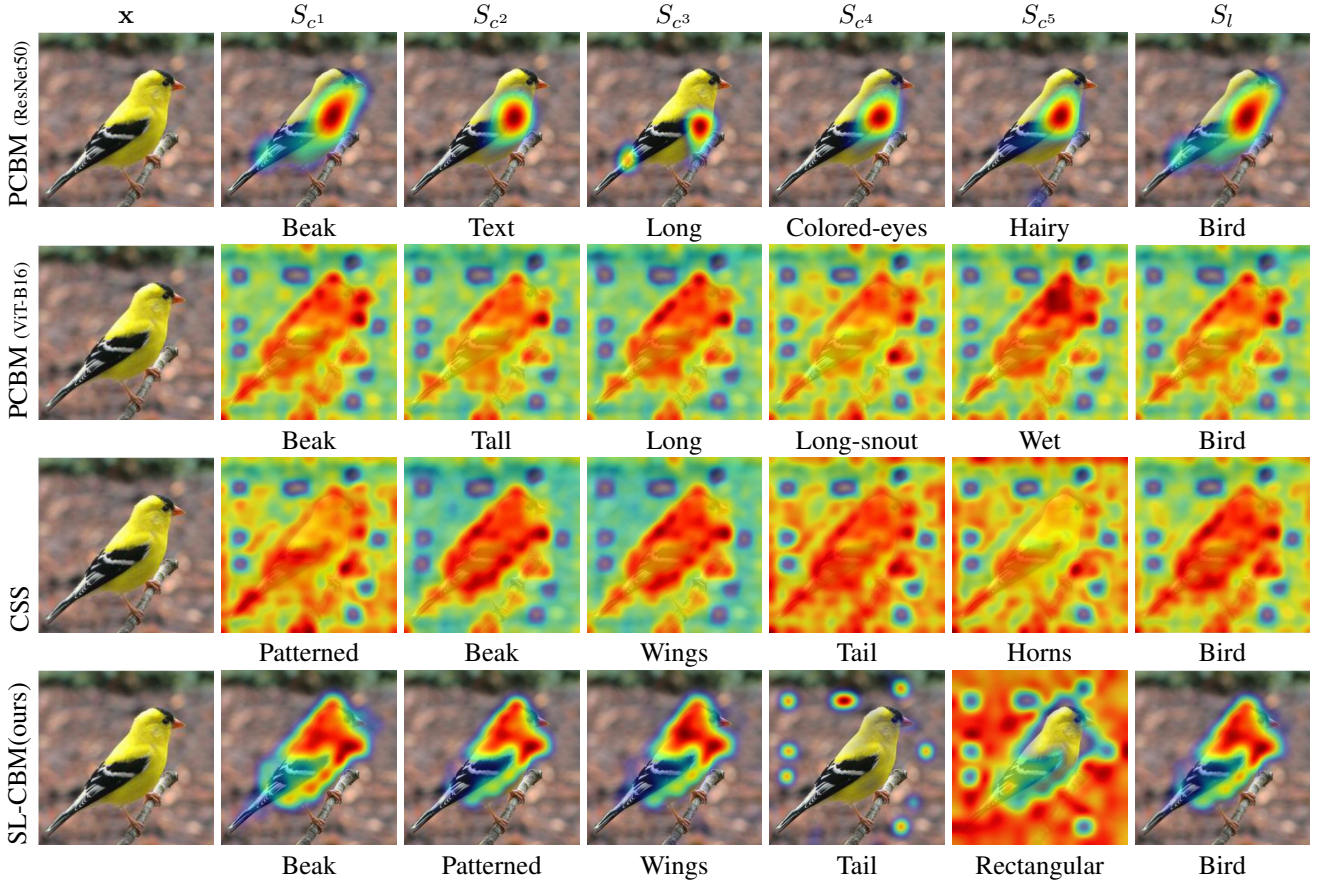 x S_{c^1} S_{c^2} S_{c^3} S_{c^4} S_{c^5} S_l
PCBM (ResNet50)
Beak Text Long Colored-eyes Hairy Bird
PCBM (ViT-B16)
Beak Tall Long Long-snout Wet Bird
CSS
Patterned Beak Wings Tail Horns Bird
SL-CBM(ours)
Beak Patterned Wings Tail Rectangular Bird